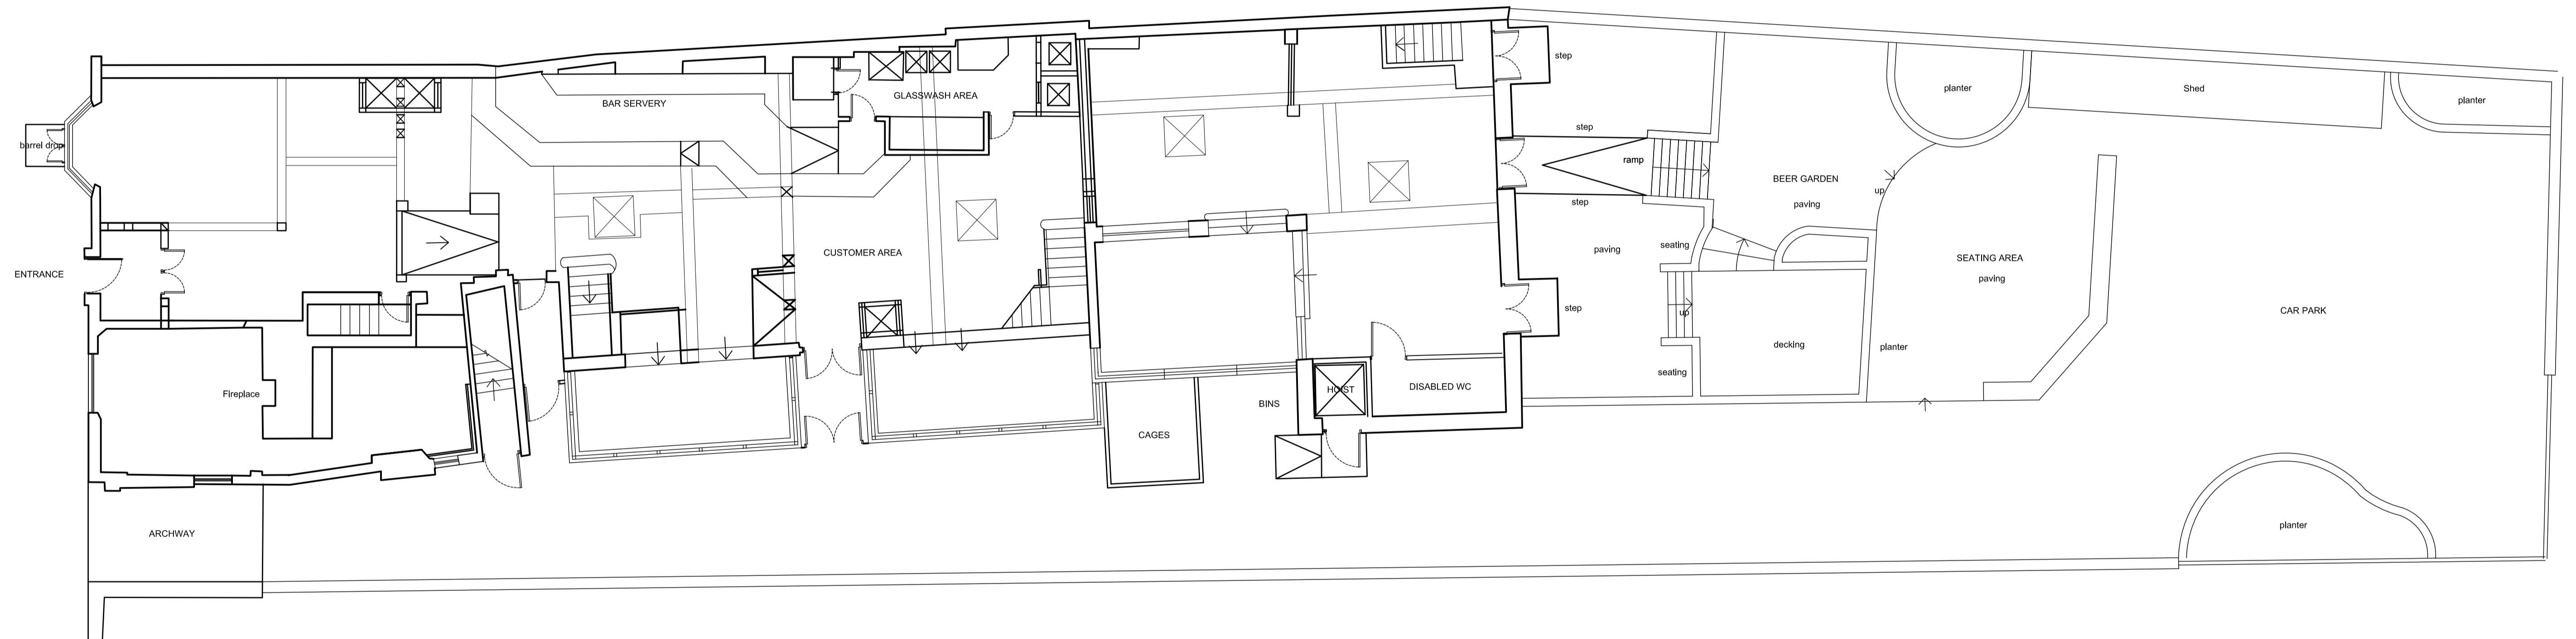 step
planter
Shed
planter
BAR SERVERY
GLASSWASH AREA
step
barrel drop
ramp
BEER GARDEN
up
paving
step
seating
paving
CUSTOMER AREA
SEATING AREA
paving
ENTRANCE
step
up
CAR PARK
decking
planter
seating
Fireplace
HOIST
DISABLED WC
BINS
CAGES
planter
ARCHWAY